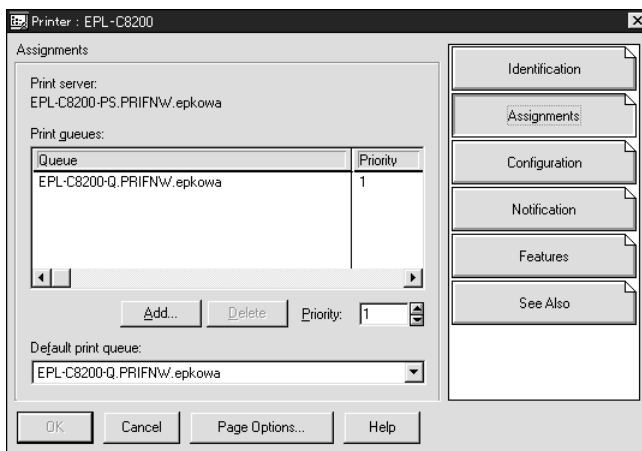 Printer : EPL-C8200
Assignments
Print server:
EPL-C8200-PS.PRIFNW.epkowa
Print queues:
Queue Priority
EPL-C8200-Q.PRIFNW.epkowa 1
Add... Delete Priority: 1
Default print queue:
EPL-C8200-Q.PRIFNW.epkowa
OK Cancel Page Options... Help
Identification
Assignments
Configuration
Notification
Features
See Also